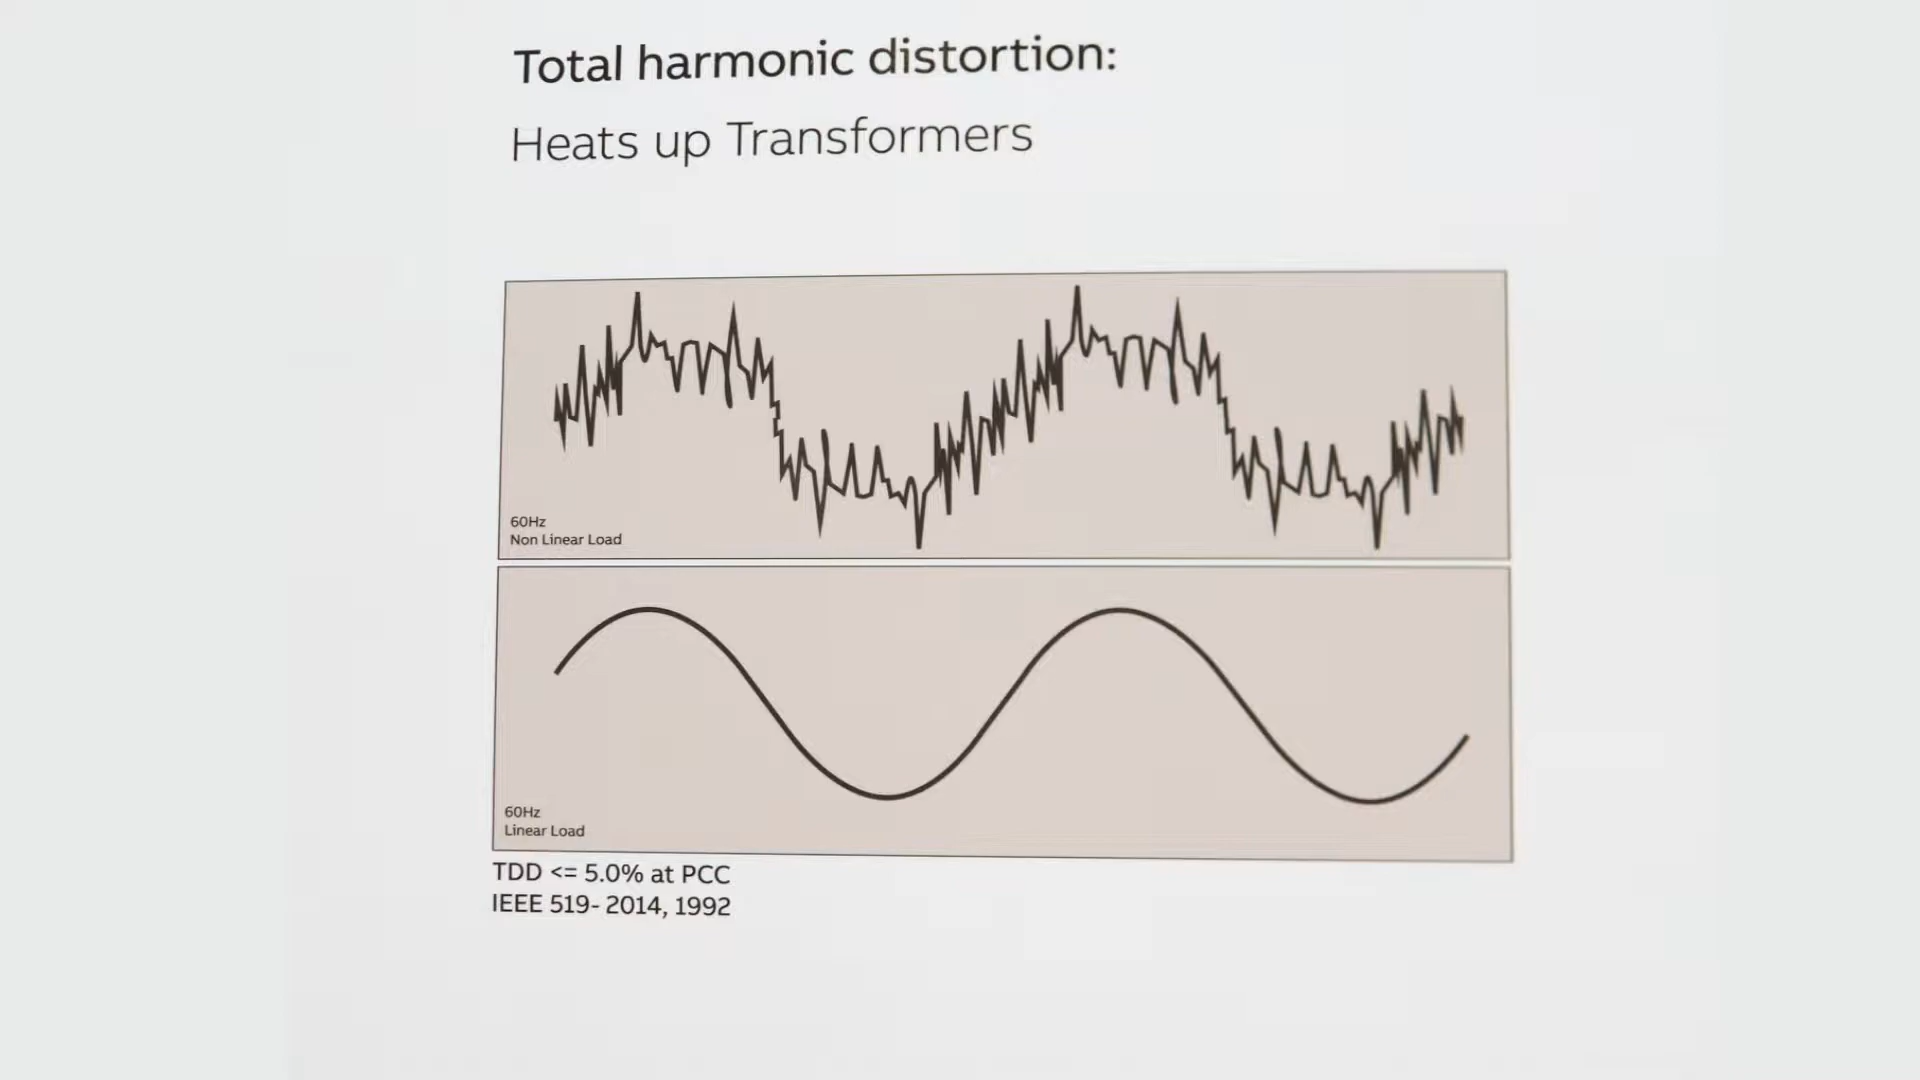 Total harmonic distortion:
Heats up Transformers
60Hz
Non Linear Load
60Hz
Linear Load
TDD <= 5.0% at PCC
IEEE 519- 2014, 1992